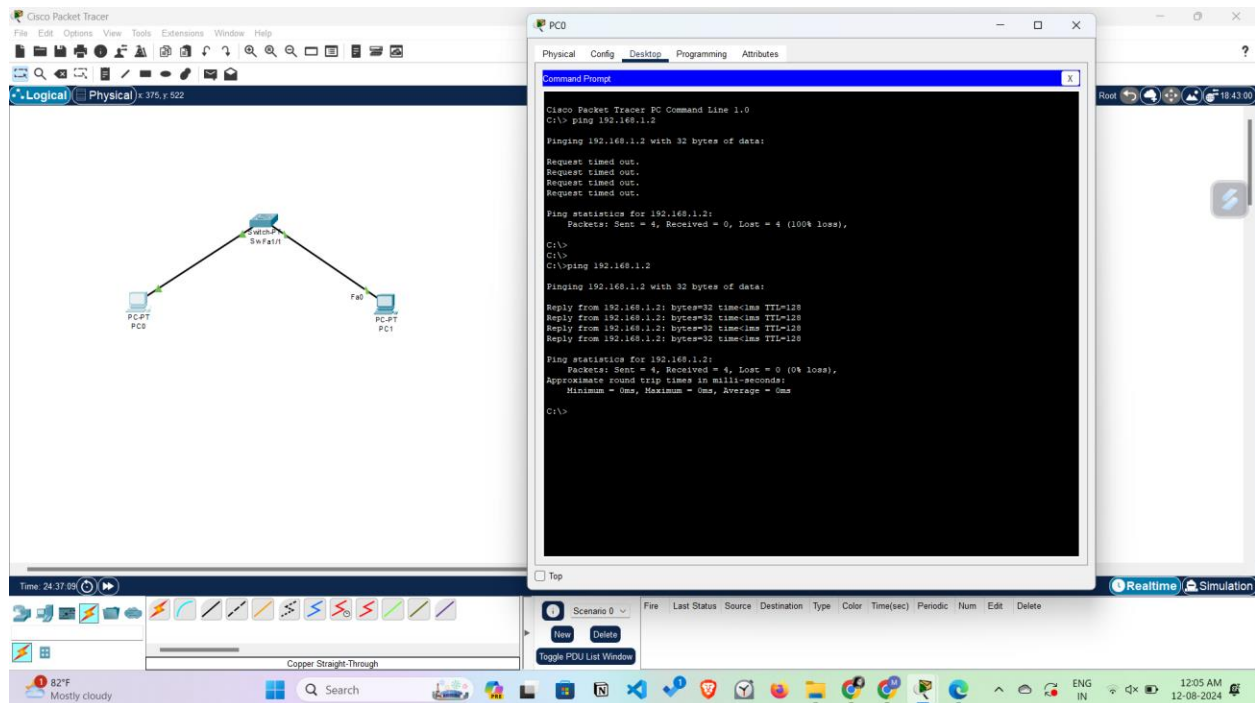 Cisco Packet Tracer
File Edit Options View Tools Extensions Window Help
?
Logical Physical x: 375, y: 522
Root 18:43:00
PC0
Physical Config Desktop Programming Attributes
Command Prompt X
Cisco Packet Tracer PC Command Line 1.0
C:\> ping 192.168.1.2
Pinging 192.168.1.2 with 32 bytes of data:
Request timed out.
Request timed out.
Request timed out.
Request timed out.
Ping statistics for 192.168.1.2:
Packets: Sent = 4, Received = 0, Lost = 4 (100% loss),
C:\>
C:\>
C:\>ping 192.168.1.2
Pinging 192.168.1.2 with 32 bytes of data:
Reply from 192.168.1.2: bytes=32 time<1ms TTL=128
Reply from 192.168.1.2: bytes=32 time<1ms TTL=128
Reply from 192.168.1.2: bytes=32 time<1ms TTL=128
Reply from 192.168.1.2: bytes=32 time<1ms TTL=128
Ping statistics for 192.168.1.2:
Packets: Sent = 4, Received = 4, Lost = 0 (0% loss),
Approximate round trip times in milli-seconds:
Minimum = 0ms, Maximum = 0ms, Average = 0ms
C:\>
Top
Switch-PT
SwFa1/1
Fa0
PC-PT
PC0
PC-PT
PC1
Time: 24:37:09
Realtime Simulation
Scenario 0
Fire Last Status Source Destination Type Color Time(sec) Periodic Num Edit Delete
New Delete
Toggle PDU List Window
Copper Straight-Through
1
82°F
Mostly cloudy
Search
PRE
1
ENG
IN
12:05 AM
12-08-2024